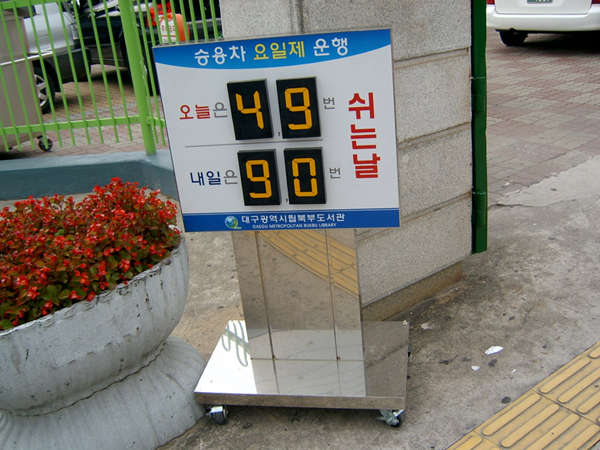 승용차 요일제 운행
오늘은 4,9번
내일은 9,0번
쉬는날
대구광역시립북부도서관
DAEGU METROPOLITAN BUKBU LIBRARY